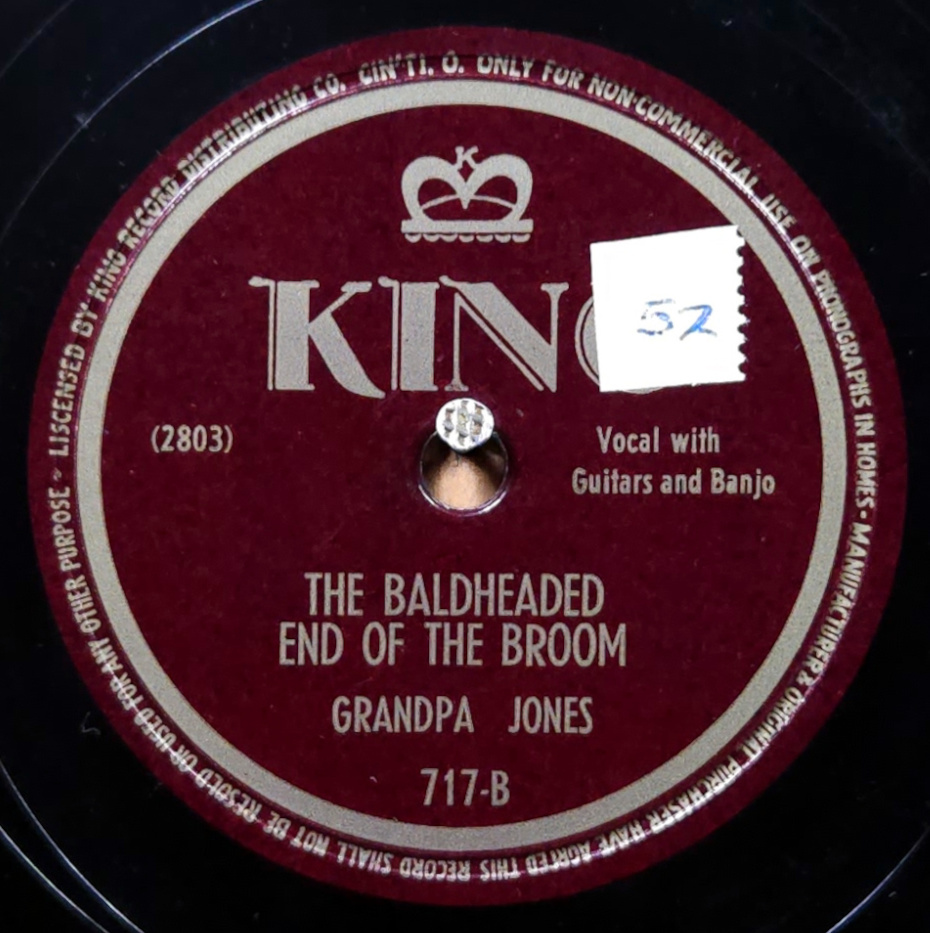 LISCENSED BY KING RECORD DISTRIBUTING CO. CIN'TI. O. ONLY FOR NON-COMMERCIAL USE ON PHONOGRAPHS IN HOMES - MANUFACTURER & ORIGINAL PURCHASER HAVE AGREED THIS RECORD SHALL NOT BE RESOLD OR USED FOR ANY OTHER PURPOSE ~
K
KIN
52
(2803)
Vocal with
Guitars and Banjo
THE BALDHEADED
END OF THE BROOM
GRANDPA JONES
717-B